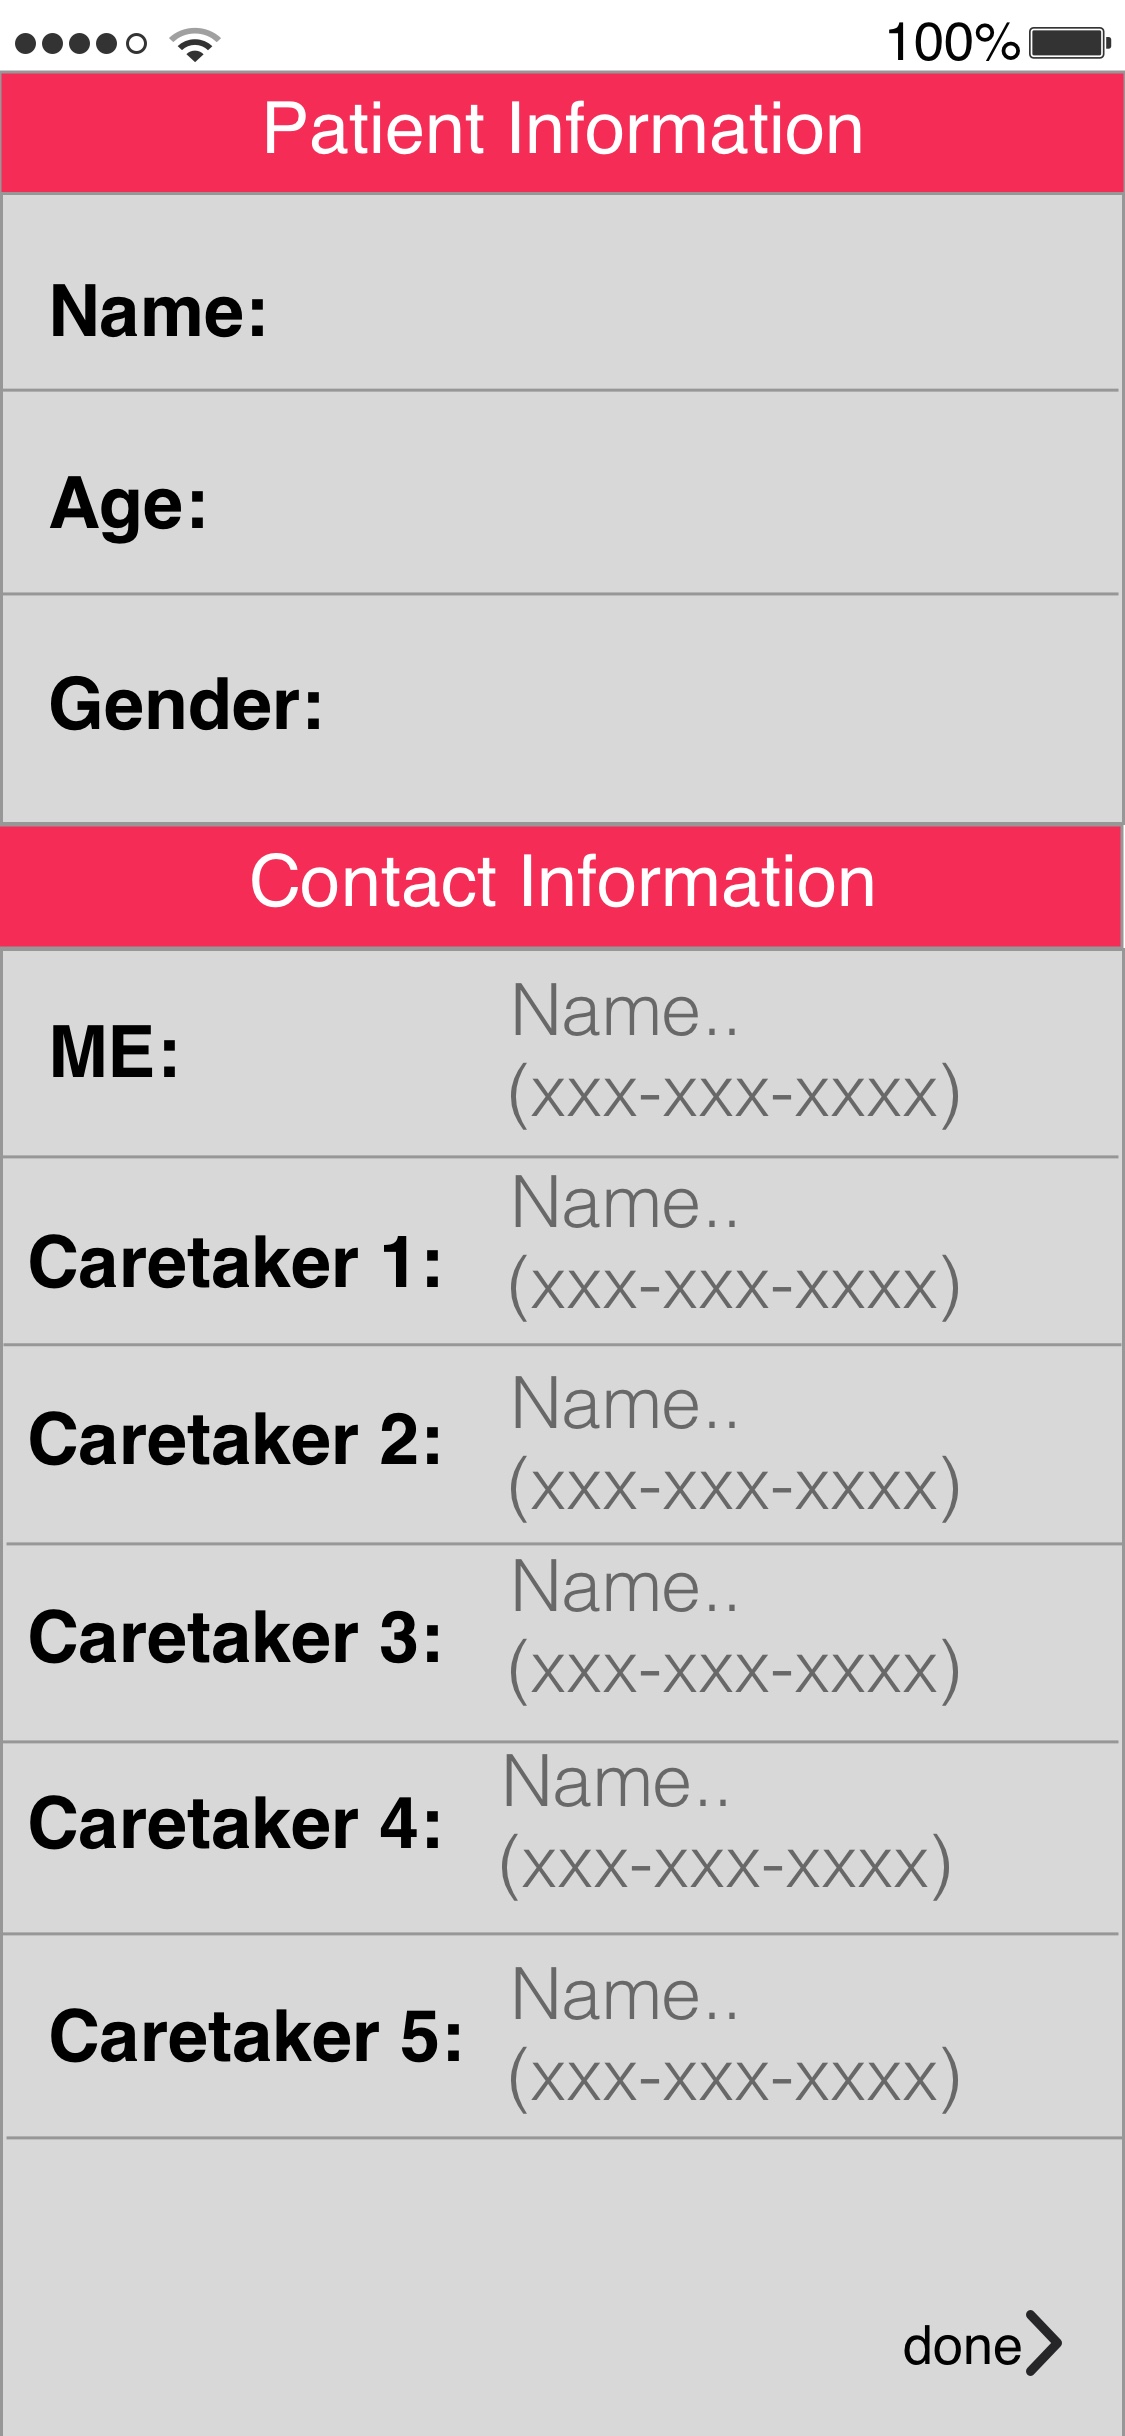 100%
Patient Information
Name:
Age:
Gender:
Contact Information
ME:
Name..
(xxx-xxx-xxxx)
Caretaker 1:
Name..
(xxx-xxx-xxxx)
Caretaker 2:
Name..
(xxx-xxx-xxxx)
Caretaker 3:
Name..
(xxx-xxx-xxxx)
Caretaker 4:
Name..
(xxx-xxx-xxxx)
Caretaker 5:
Name..
(xxx-xxx-xxxx)
done